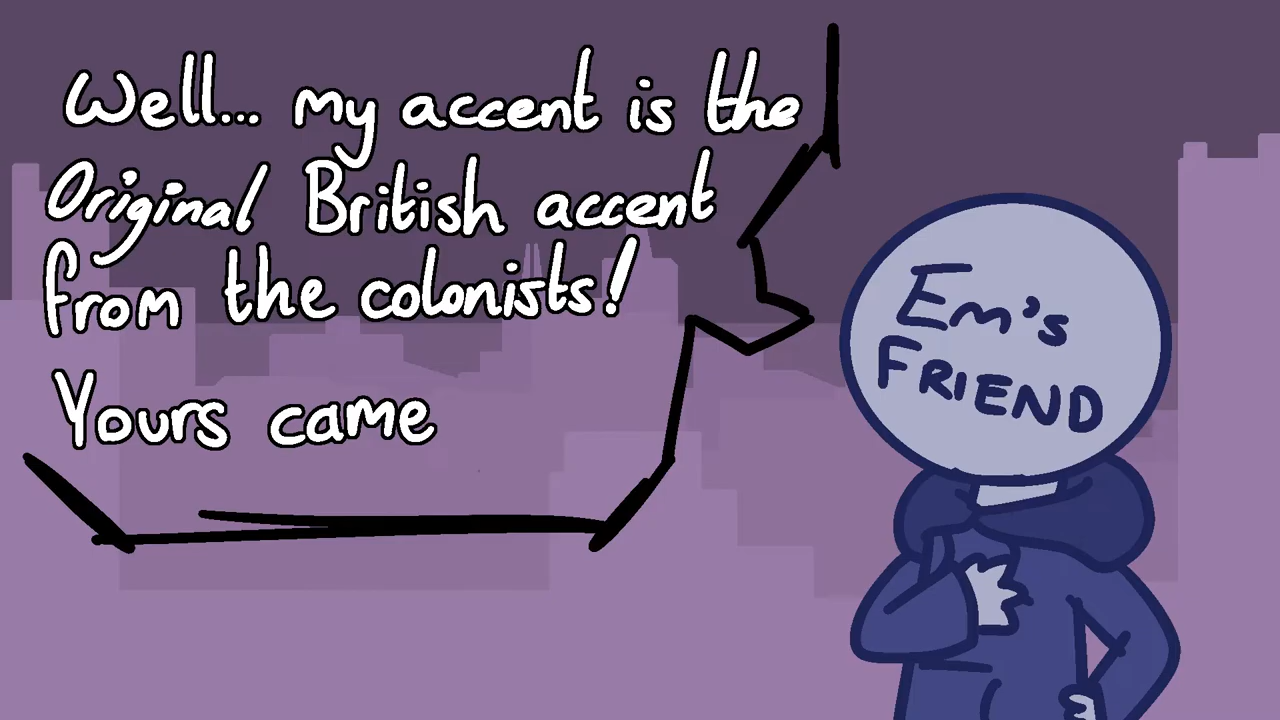 Well... my accent is the
Original British accent
from the colonists!
Yours came
Em's
FRIEND